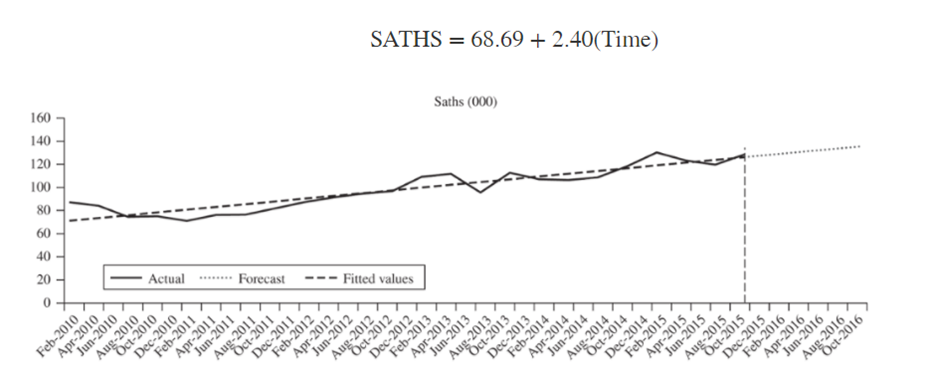 SATHS = 68.69 + 2.40(Time)
Saths (000)
160
140
120
100
80
60
40
20
0
Actual
Forecast
Fitted values
Feb-2010
Apr-2010
Jun-2010
Aug-2010
Oct-2010
Dec-2010
Feb-2011
Apr-2011
Jun-2011
Aug-2011
Oct-2011
Dec-2011
Feb-2012
Apr-2012
Jun-2012
Aug-2012
Oct-2012
Dec-2012
Feb-2013
Apr-2013
Jun-2013
Aug-2013
Oct-2013
Dec-2013
Feb-2014
Apr-2014
Jun-2014
Aug-2014
Oct-2014
Dec-2014
Feb-2015
Apr-2015
Jun-2015
Aug-2015
Oct-2015
Dec-2015
Feb-2016
Apr-2016
Jun-2016
Aug-2016
Oct-2016